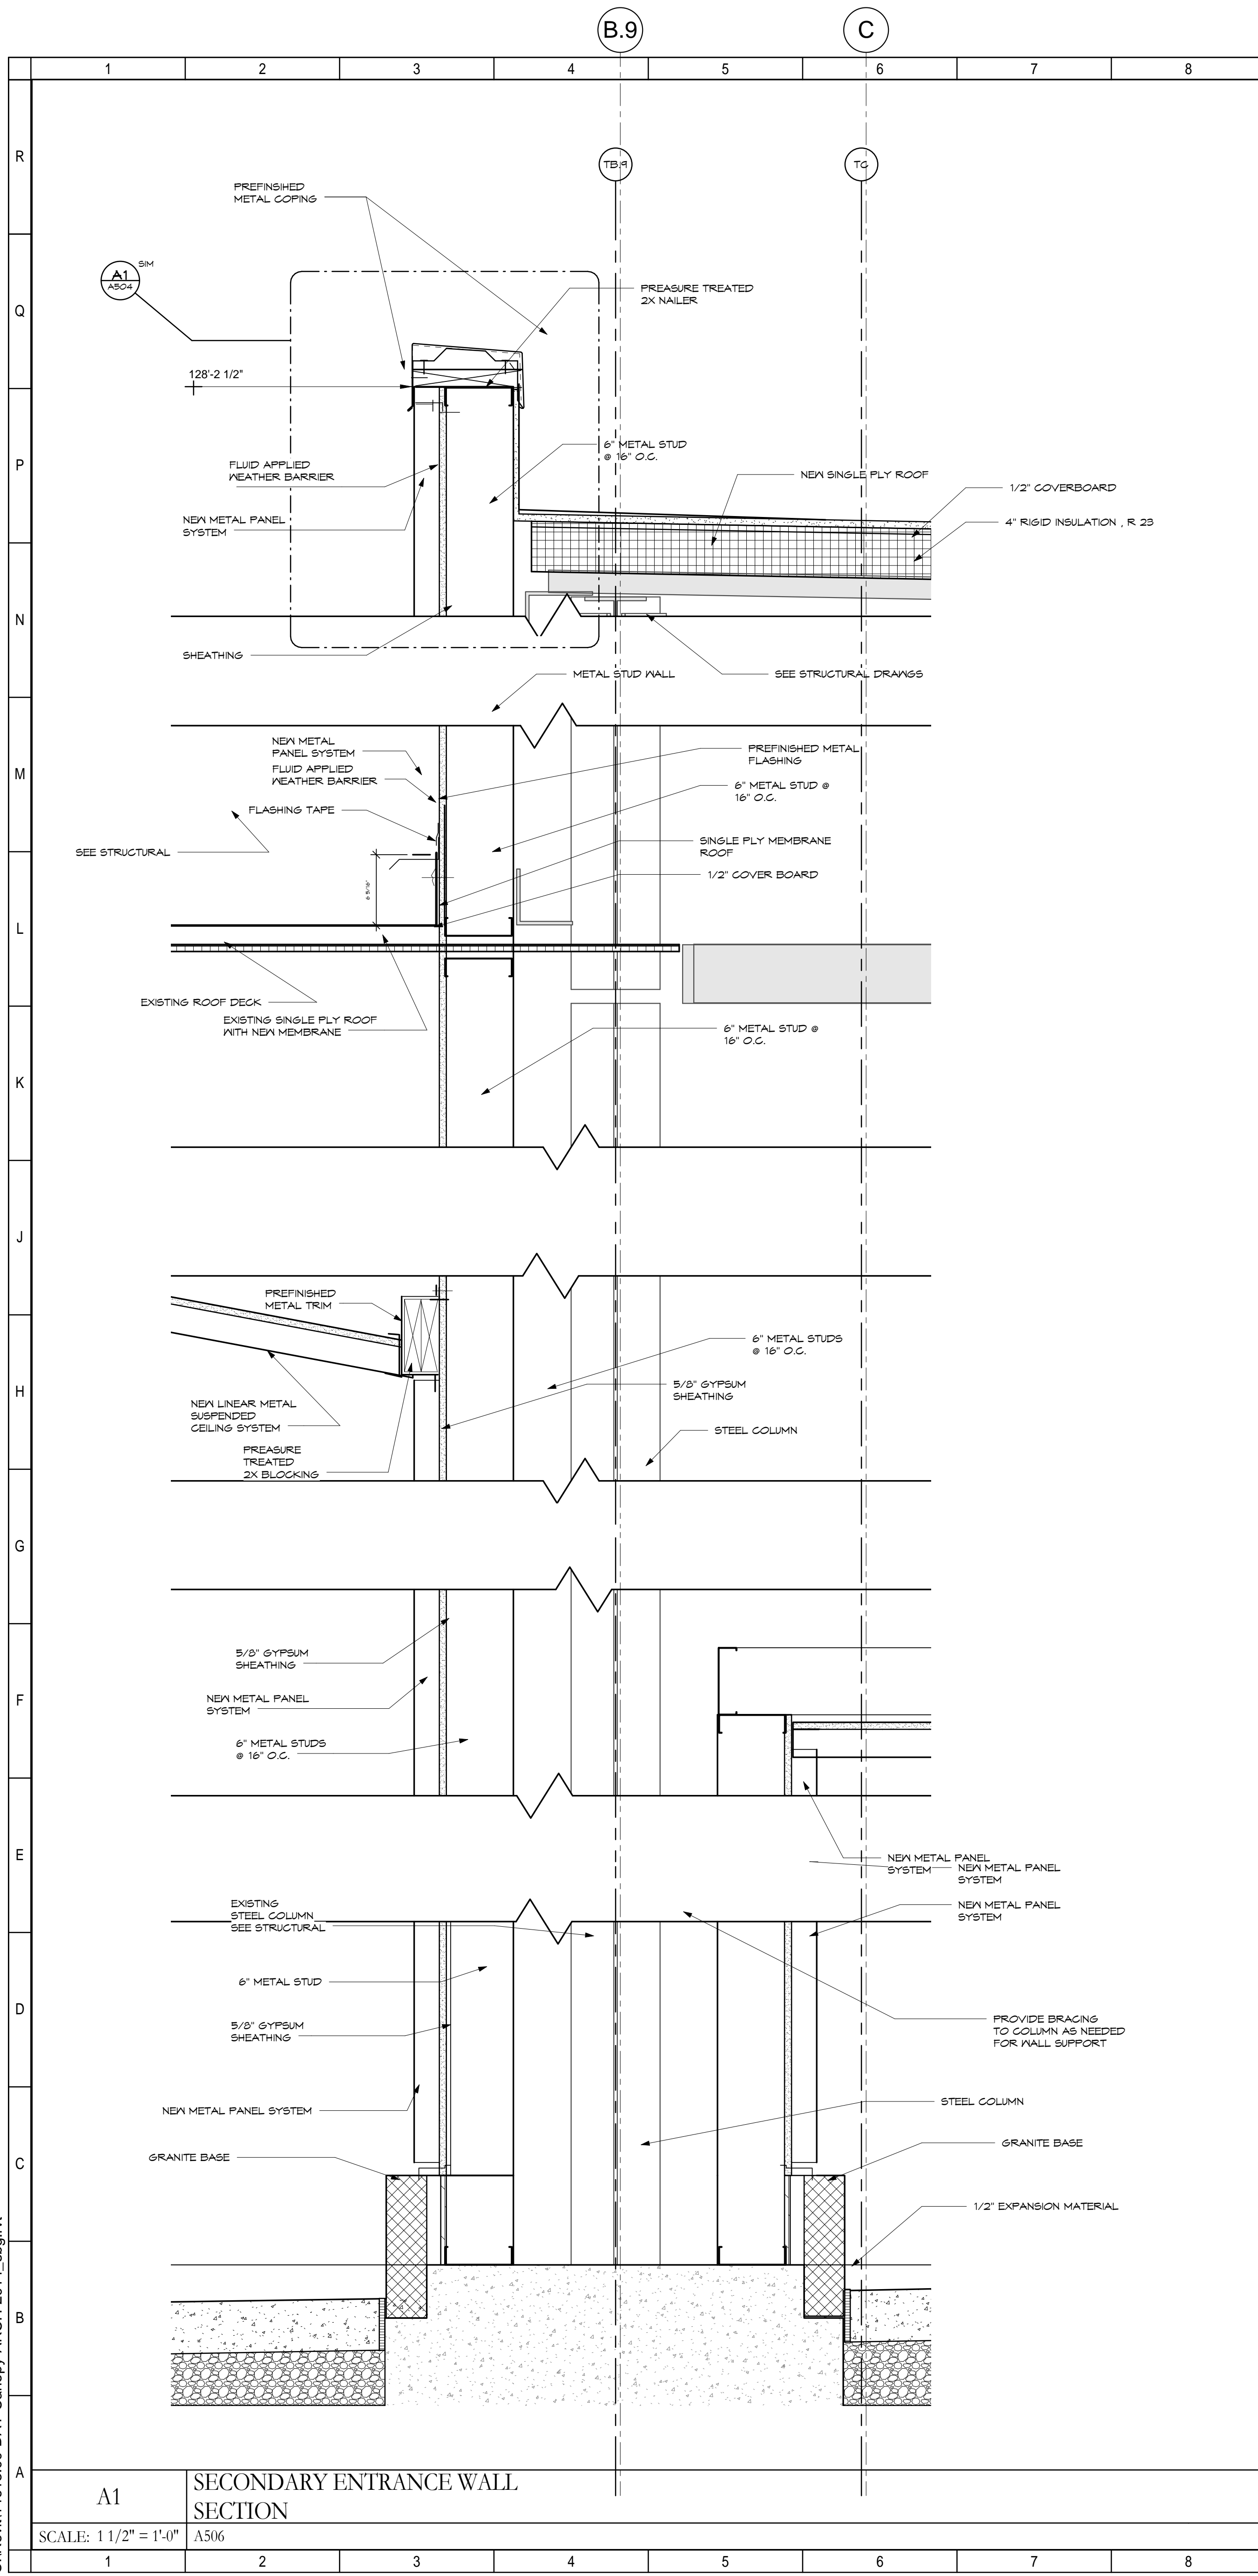 B.9
C
1
2
3
4
5
6
7
8
R
TB.9
TC
PREFINSIHED
METAL COPING
A1
SIM
A504
Q
PREASURE TREATED
2X NAILER
128'-2 1/2"
6" METAL STUD
@ 16" O.C.
P
FLUID APPLIED
WEATHER BARRIER
NEW SINGLE PLY ROOF
1/2" COVERBOARD
NEW METAL PANEL
SYSTEM
4" RIGID INSULATION , R 23
N
SHEATHING
METAL STUD WALL
SEE STRUCTURAL DRAWGS
NEW METAL
PANEL SYSTEM
PREFINISHED METAL
FLASHING
M
FLUID APPLIED
WEATHER BARRIER
6" METAL STUD @
16" O.C.
FLASHING TAPE
SEE STRUCTURAL
SINGLE PLY MEMBRANE
ROOF
1/2" COVER BOARD
L
EXISTING ROOF DECK
EXISTING SINGLE PLY ROOF
WITH NEW MEMBRANE
6" METAL STUD @
16" O.C.
K
J
PREFINISHED
METAL TRIM
6" METAL STUDS
@ 16" O.C.
H
5/8" GYPSUM
SHEATHING
NEW LINEAR METAL
SUSPENDED
CEILING SYSTEM
STEEL COLUMN
PREASURE
TREATED
2X BLOCKING
G
5/8" GYPSUM
SHEATHING
F
NEW METAL PANEL
SYSTEM
6" METAL STUDS
@ 16" O.C.
E
NEW METAL PANEL
SYSTEM
NEW METAL PANEL
SYSTEM
EXISTING
STEEL COLUMN
SEE STRUCTURAL
NEW METAL PANEL
SYSTEM
6" METAL STUD
D
5/8" GYPSUM
SHEATHING
PROVIDE BRACING
TO COLUMN AS NEEDED
FOR WALL SUPPORT
NEW METAL PANEL SYSTEM
STEEL COLUMN
GRANITE BASE
GRANITE BASE
C
1/2" EXPANSION MATERIAL
B
A
A1
SECONDARY ENTRANCE WALL
SECTION
SCALE: 1 1/2" = 1'-0"
A506
1
2
3
4
5
6
7
8